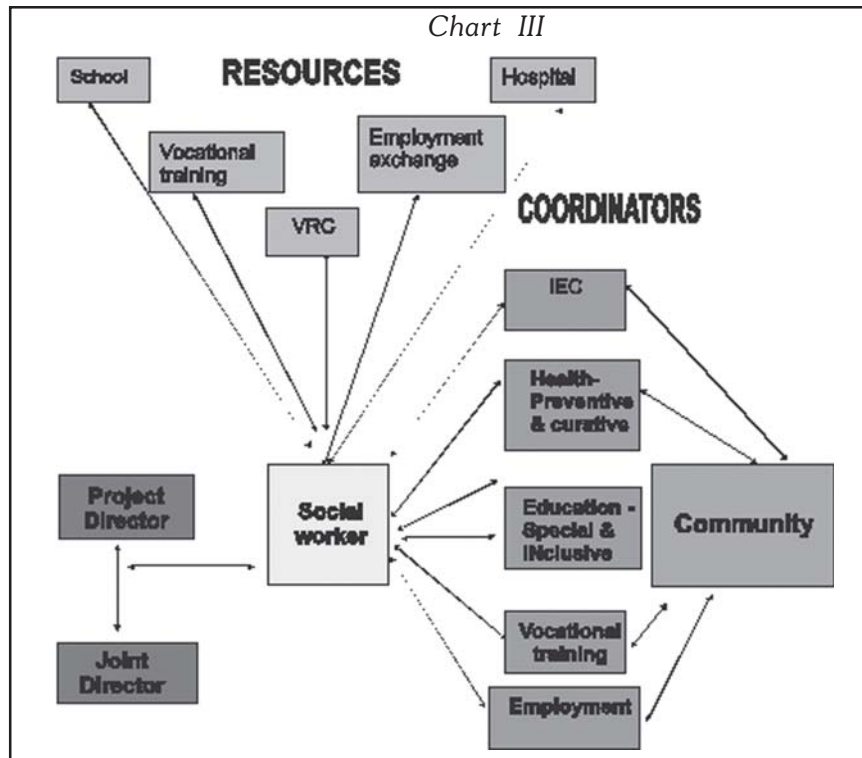 Chart III
RESOURCES
School
Hospital
Vocational
training
Employment
exchange
VRC
COORDINATORS
IEC
Health-
Preventive
& curative
Project
Director
Social
worker
Education -
Special &
INclusive
Community
Joint
Director
Vocational
training
Employment